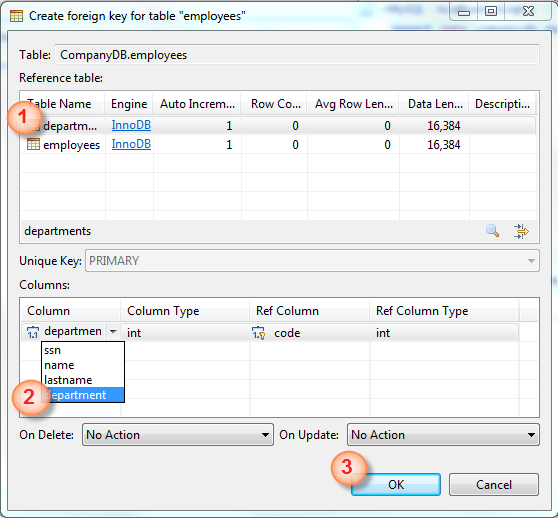 Create foreign key for table "employees"
Table: CompanyDB.employees
Reference table:
Table Name Engine Auto Increm... Row Co... Avg Row Len... Data Len... Descripti...
1
departm... InnoDB 1 0 0 16,384
employees InnoDB 1 0 0 16,384
departments
Unique Key: PRIMARY
Columns:
Column Column Type Ref Column Ref Column Type
departmen int code int
ssn
name
lastname
department
2
On Delete: No Action On Update: No Action
3
OK Cancel